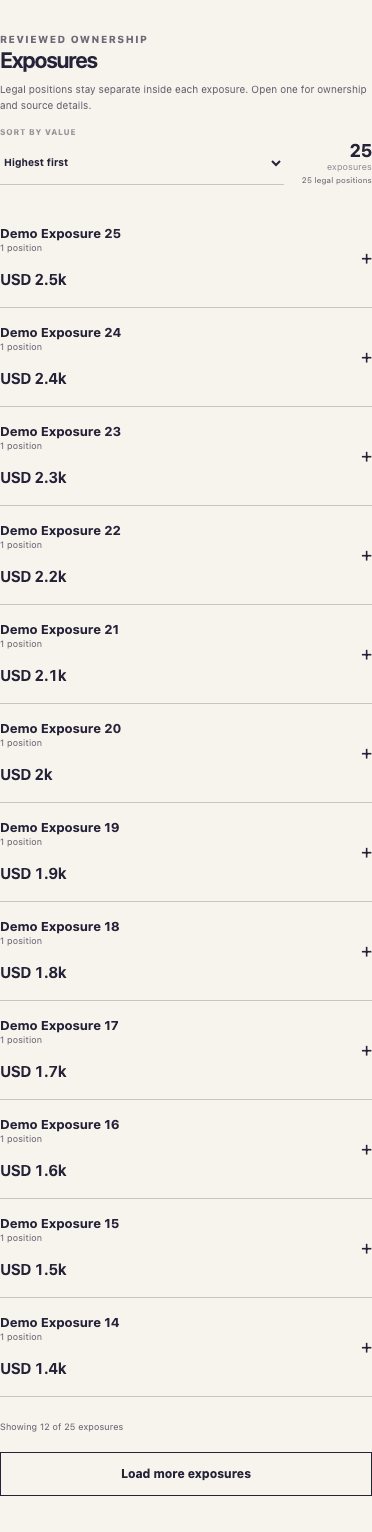 REVIEWED OWNERSHIP
Exposures
Legal positions stay separate inside each exposure. Open one for ownership
and source details.
SORT BY VALUE
Highest first
25
exposures
25 legal positions
Demo Exposure 25
1 position
USD 2.5k
+
Demo Exposure 24
1 position
USD 2.4k
+
Demo Exposure 23
1 position
USD 2.3k
+
Demo Exposure 22
1 position
USD 2.2k
+
Demo Exposure 21
1 position
USD 2.1k
+
Demo Exposure 20
1 position
USD 2k
+
Demo Exposure 19
1 position
USD 1.9k
+
Demo Exposure 18
1 position
USD 1.8k
+
Demo Exposure 17
1 position
USD 1.7k
+
Demo Exposure 16
1 position
USD 1.6k
+
Demo Exposure 15
1 position
USD 1.5k
+
Demo Exposure 14
1 position
USD 1.4k
+
Showing 12 of 25 exposures
Load more exposures